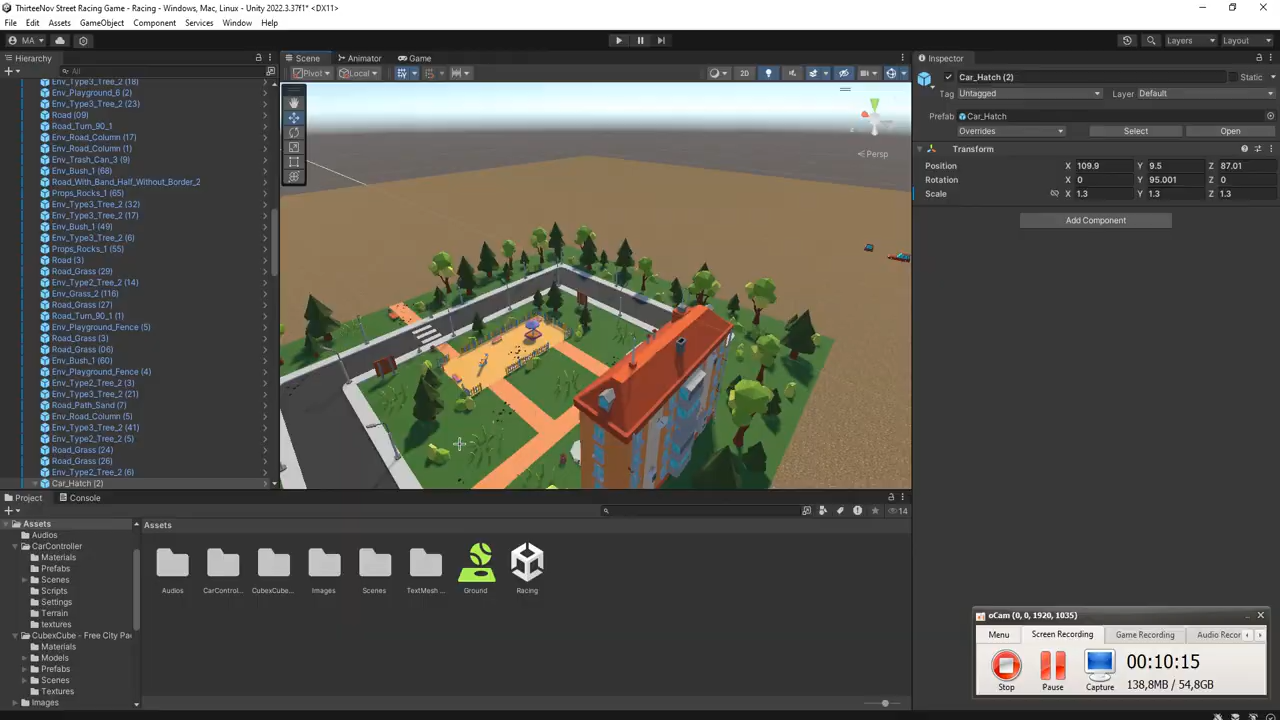 ThirteeNov Street Racing Game - Racing - Windows, Mac, Linux - Unity 2022.3.37f1* <DX11>
File Edit Assets GameObject Component Services Window Help
MA
Layers Layout
Hierarchy
All
Scene Animator Game
Pivot Local 2D
Persp
Env_Type3_Tree_2 (18)
Env_Playground_6 (2)
Env_Type3_Tree_2 (23)
Road (09)
Road_Turn_90_1
Env_Road_Column (17)
Env_Road_Column (1)
Env_Trash_Can_3 (9)
Env_Bush_1 (68)
Road_With_Band_Half_Without_Border_2
Props_Rocks_1 (65)
Env_Type3_Tree_2 (32)
Env_Type3_Tree_2 (17)
Env_Bush_1 (49)
Env_Type3_Tree_2 (6)
Props_Rocks_1 (55)
Road (3)
Road_Grass (29)
Env_Type2_Tree_2 (14)
Env_Grass_2 (116)
Road_Grass (27)
Road_Turn_90_1 (1)
Env_Playground_Fence (5)
Road_Grass (3)
Road_Grass (06)
Env_Bush_1 (60)
Env_Playground_Fence (4)
Env_Type2_Tree_2 (3)
Env_Type3_Tree_2 (21)
Road_Path_Sand (7)
Env_Road_Column (5)
Env_Type3_Tree_2 (41)
Env_Type2_Tree_2 (5)
Road_Grass (24)
Road_Grass (26)
Env_Type2_Tree_2 (6)
Car_Hatch (2)
Inspector
Car_Hatch (2) Static
Tag Untagged Layer Default
Prefab Car_Hatch
Overrides Select Open
Transform
Position X 109.9 Y 9.5 Z 87.01
Rotation X 0 Y 95.001 Z 0
Scale X 1.3 Y 1.3 Z 1.3
Add Component
Project Console
14
Assets
Audios
CarController
Materials
Prefabs
Scenes
Scripts
Settings
Terrain
textures
CubexCube - Free City Pa
Materials
Models
Prefabs
Scenes
Textures
Images
Assets
Audios CarControl... CubexCube... Images Scenes TextMesh ... Ground Racing
oCam (0, 0, 1920, 1035)
Menu Screen Recording Game Recording Audio Recor
Stop Pause Capture
00:10:15
138,8MB / 54,8GB